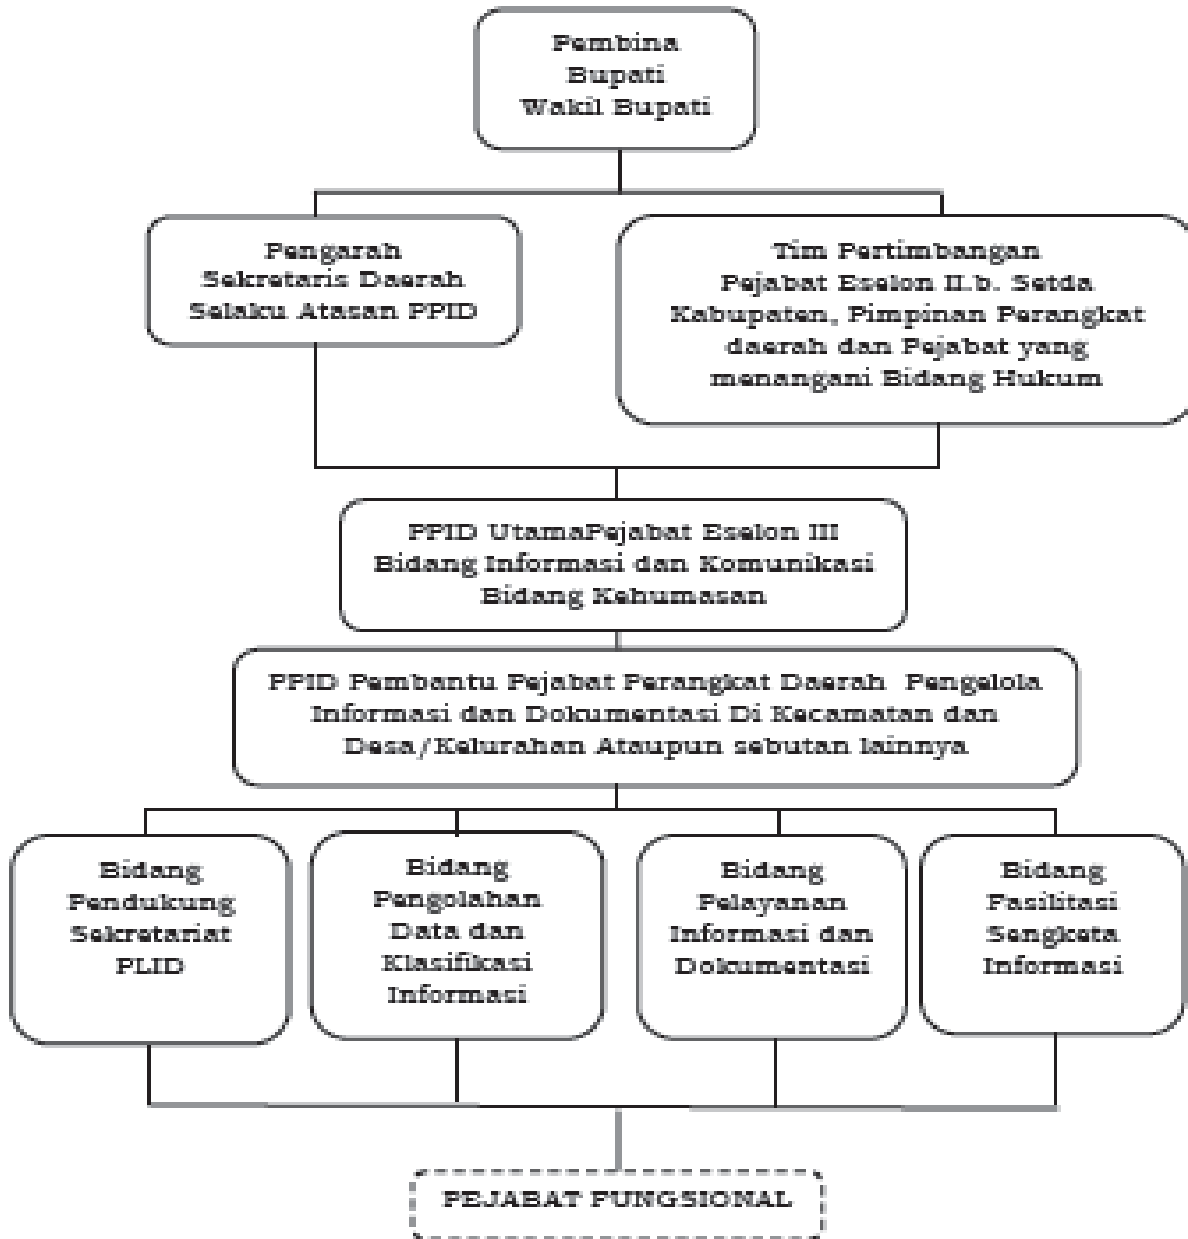 Pembina
Bupati
Wakil Bupati
Pengarah
Sekretaris Daerah
Selaku Atasan PPID
Tim Pertimbangan
Pejabat Eselon II.b. Setda
Kabupaten, Pimpinan Perangkat
daerah dan Pejabat yang
menangani Bidang Hukum
PPID UtamaPejabat Eselon III
Bidang Informasi dan Komunikasi
Bidang Kehumasan
PPID Pembantu Pejabat Perangkat Daerah Pengelola
Informasi dan Dokumentasi Di Kecamatan dan
Desa/Kelurahan Ataupun sebutan lainnya
Bidang
Pendukung
Sekretariat
PLID
Bidang
Pengolahan
Data dan
Klasifikasi
Informasi
Bidang
Pelayanan
Informasi dan
Dokumentasi
Bidang
Fasilitasi
Sengketa
Informasi
PEJABAT FUNGSIONAL